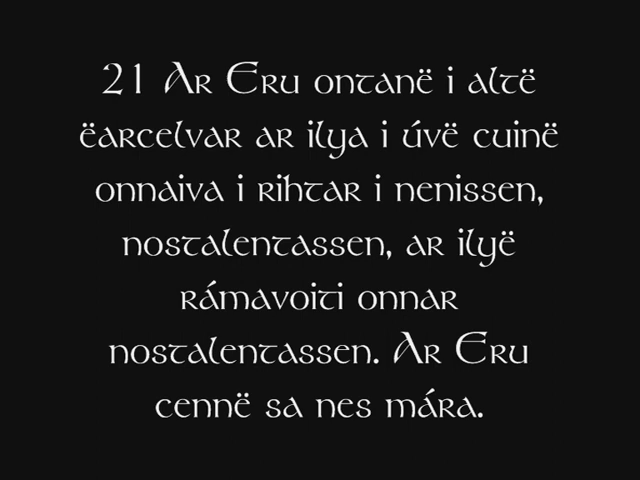 21 Ar Eru ontanë i altë
ëarcelvar ar ilya i úvë cuinë
onnaiva i rihtar i nenissen,
nostalentassen, ar ilyë
rámavoiti onnar
nostalentassen. Ar Eru
cennë sa nes mára.